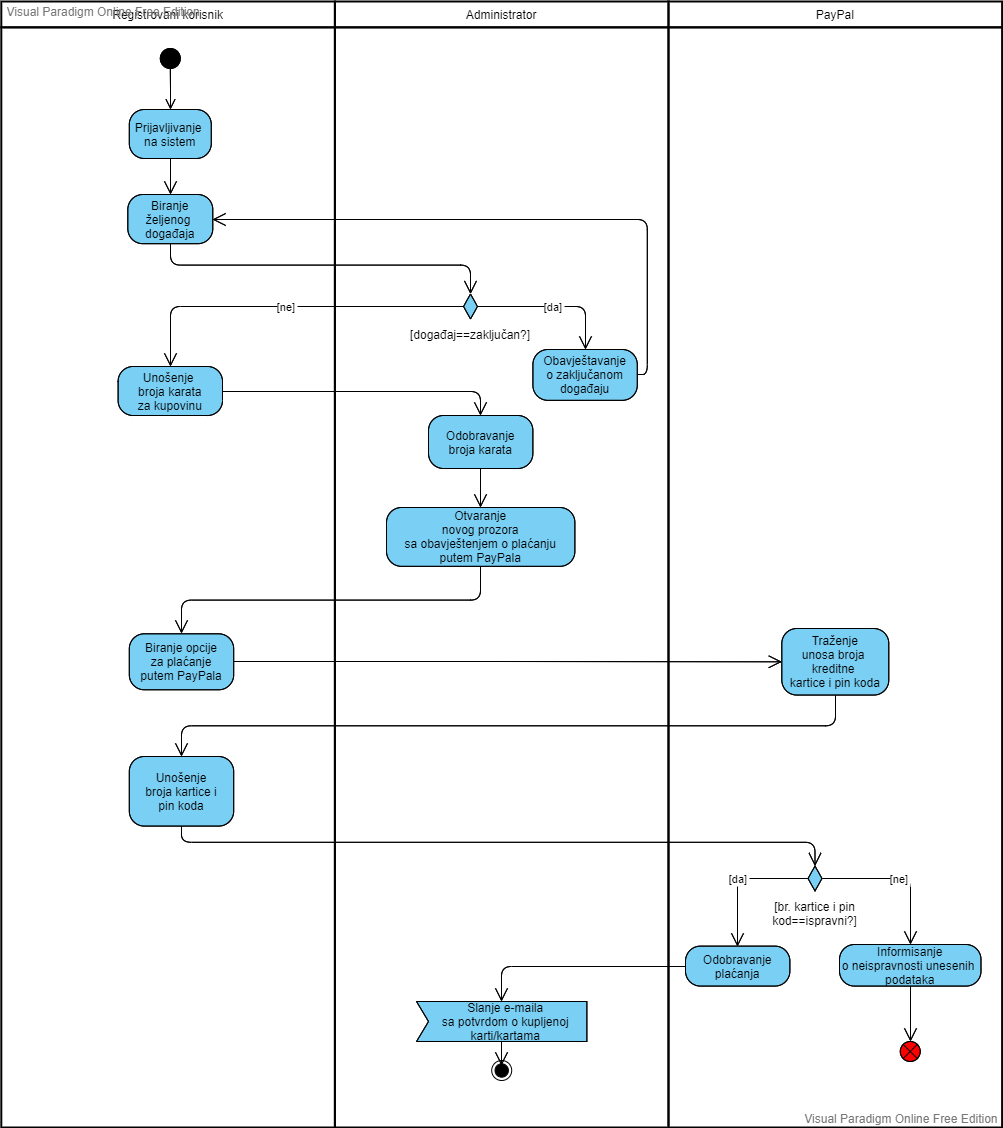 Visual Paradigm Online Free Edition
Registrovani korisnik
Administrator
PayPal
Prijavljivanje
na sistem
Biranje
željenog
događaja
[ne]
[da]
[događaj==zaključan?]
Obavještavanje
o zaključanom
događaju
Unošenje
broja karata
za kupovinu
Odobravanje
broja karata
Otvaranje
novog prozora
sa obavještenjem o plaćanju
putem PayPala
Biranje opcije
za plaćanje
putem PayPala
Traženje
unosa broja
kreditne
kartice i pin koda
Unošenje
broja kartice i
pin koda
[da]
[ne]
[br. kartice i pin
kod==ispravni?]
Odobravanje
plaćanja
Informisanje
o neispravnosti unesenih
podataka
Slanje e-maila
sa potvrdom o kupljenoj
karti/kartama
Visual Paradigm Online Free Edition